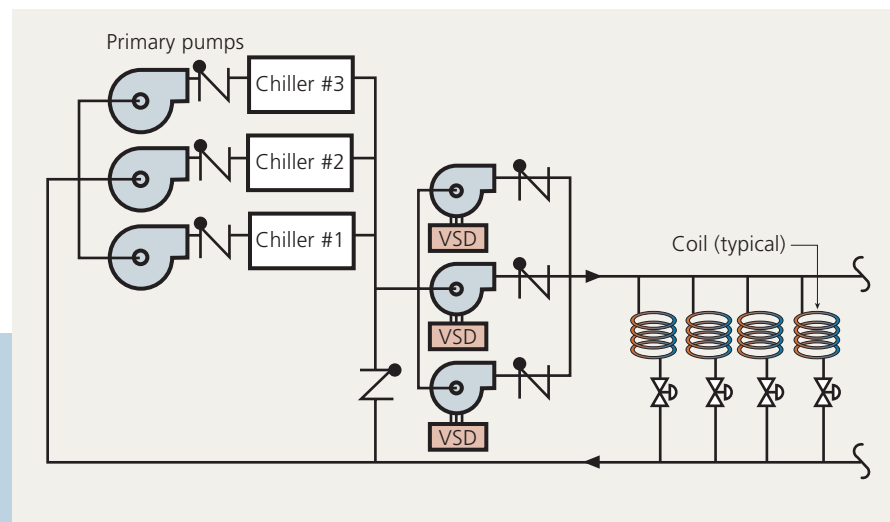 Primary pumps
Chiller #3
Chiller #2
Chiller #1
VSD
VSD
VSD
Coil (typical)